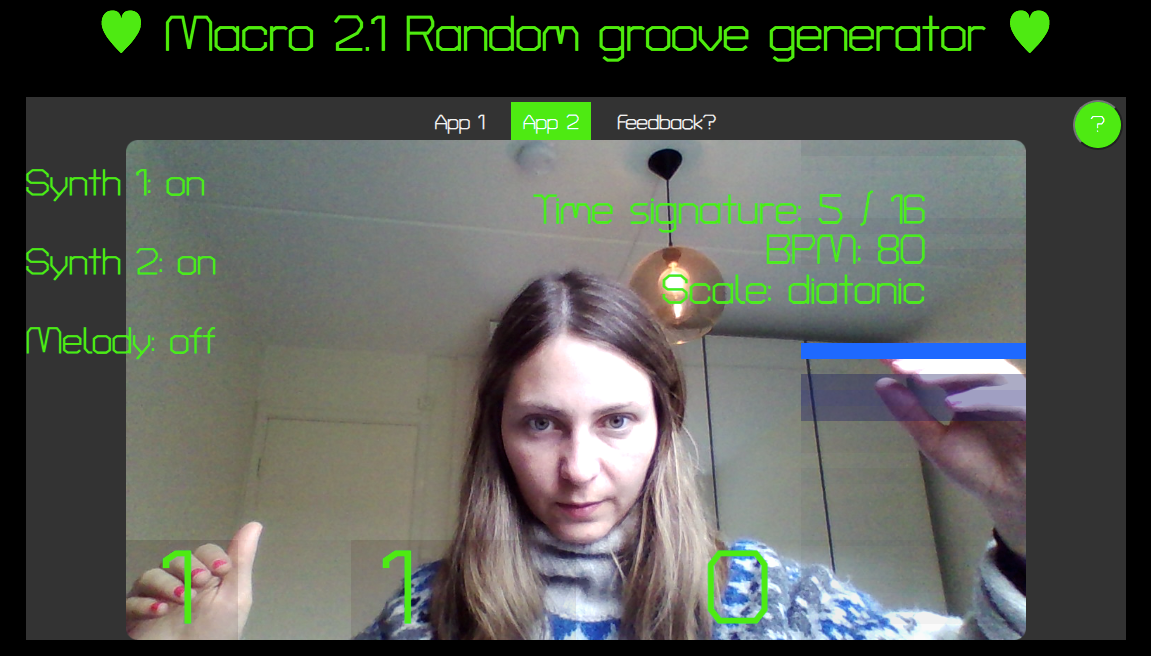 ♥ Macro 2.1 Random groove generator ♥
App 1 App 2 Feedback? ?
Synth 1: on
Synth 2: on
Melody: off
Time signature: 5 / 16
BPM: 80
Scale: diatonic
1 1 0